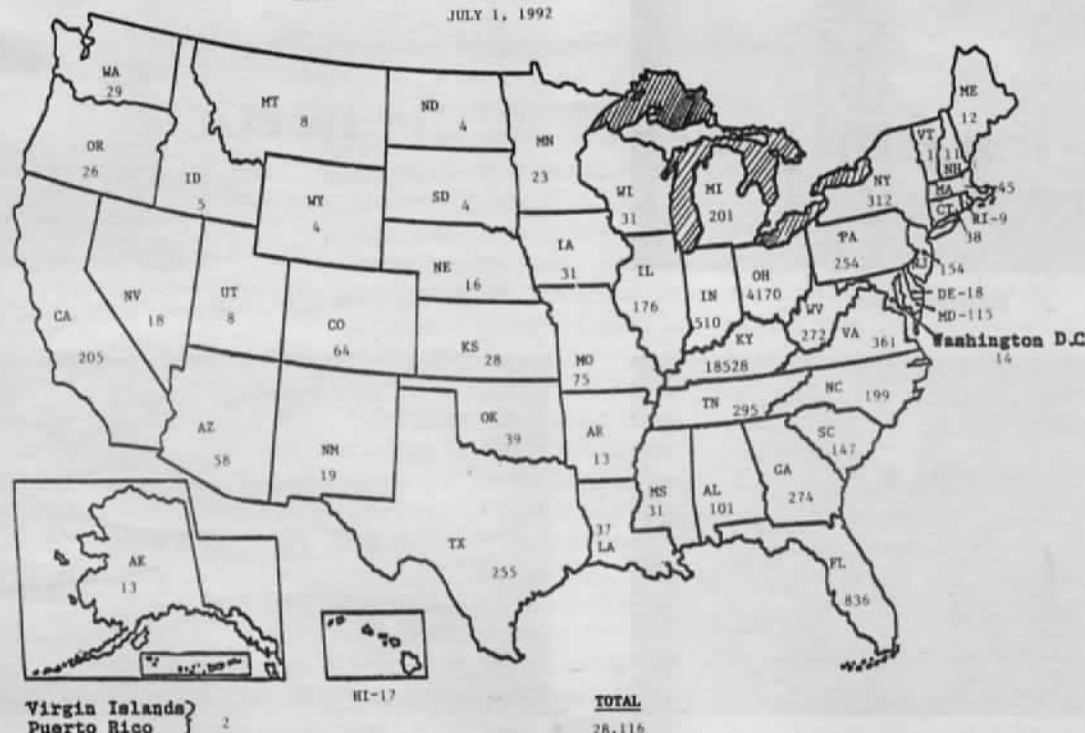 JULY 1, 1992
WA
29
MT
8
ND
4
MN
23
ME
12
VT
1
11
NH
OR
26
ID
5
WY
4
SD 4
WI
31
MI
201
NY
312
MA
45
CT
RI-9
38
IA
31
PA
254
NJ
154
NE
16
IL
176
IN
510
OH
4170
DE-18
MD-115
NV
18
UT
8
CO
64
CA
205
KS
28
MO
75
KY
18528
WV
272
VA
361
Washington D.C
14
TN
295
NC
199
AZ
58
NM
19
OK
39
AR
13
SC
147
MS
31
AL
101
GA
274
TX
255
37
LA
FL
836
AK
13
HI-17
Virgin Islands}
Puerto Rico } 2
TOTAL
28,116